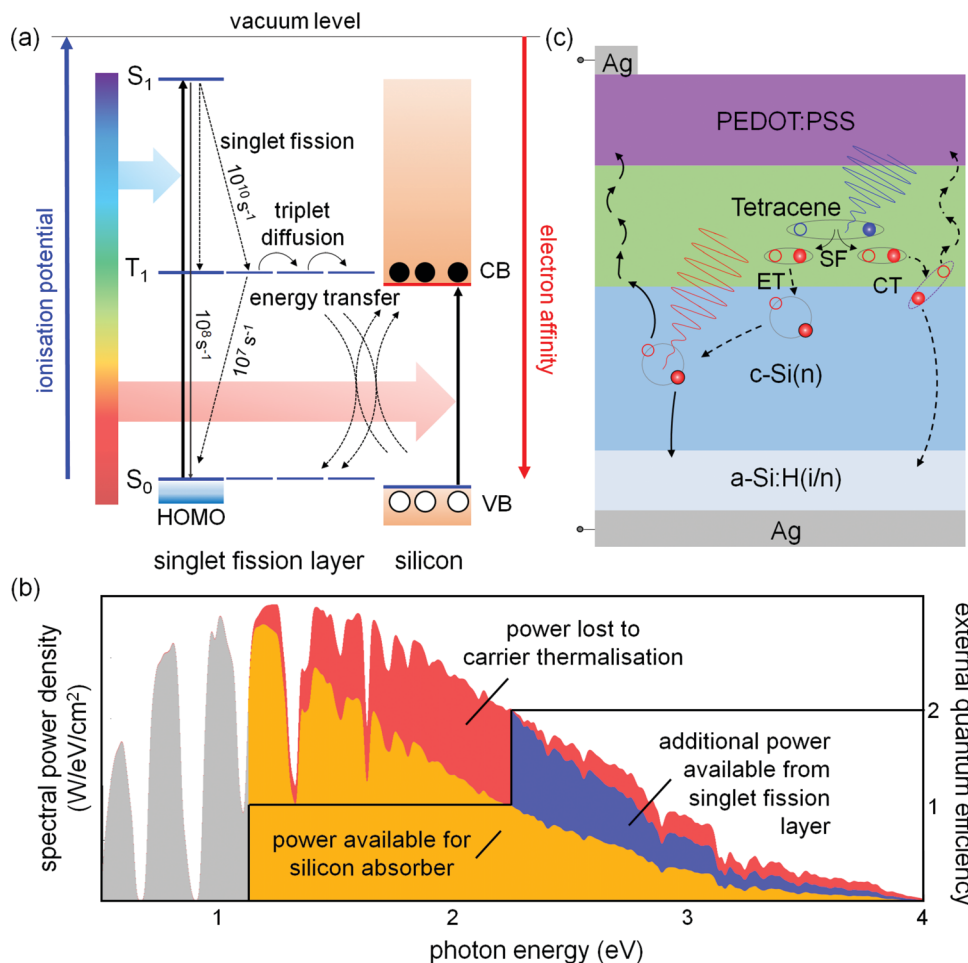 (a)
vacuum level
S1
singlet fission
10^10 s^-1
triplet
diffusion
T1
CB
energy transfer
10^8 s^-1
10^7 s^-1
S0
HOMO
VB
ionisation potential
electron affinity
singlet fission layer
silicon
(c)
Ag
PEDOT:PSS
Tetracene
SF
ET
CT
c-Si(n)
a-Si:H(i/n)
Ag
(b)
spectral power density
(W/eV/cm²)
power lost to
carrier thermalisation
additional power
available from
singlet fission
layer
power available for
silicon absorber
2
1
external quantum efficiency
1
2
3
4
photon energy (eV)